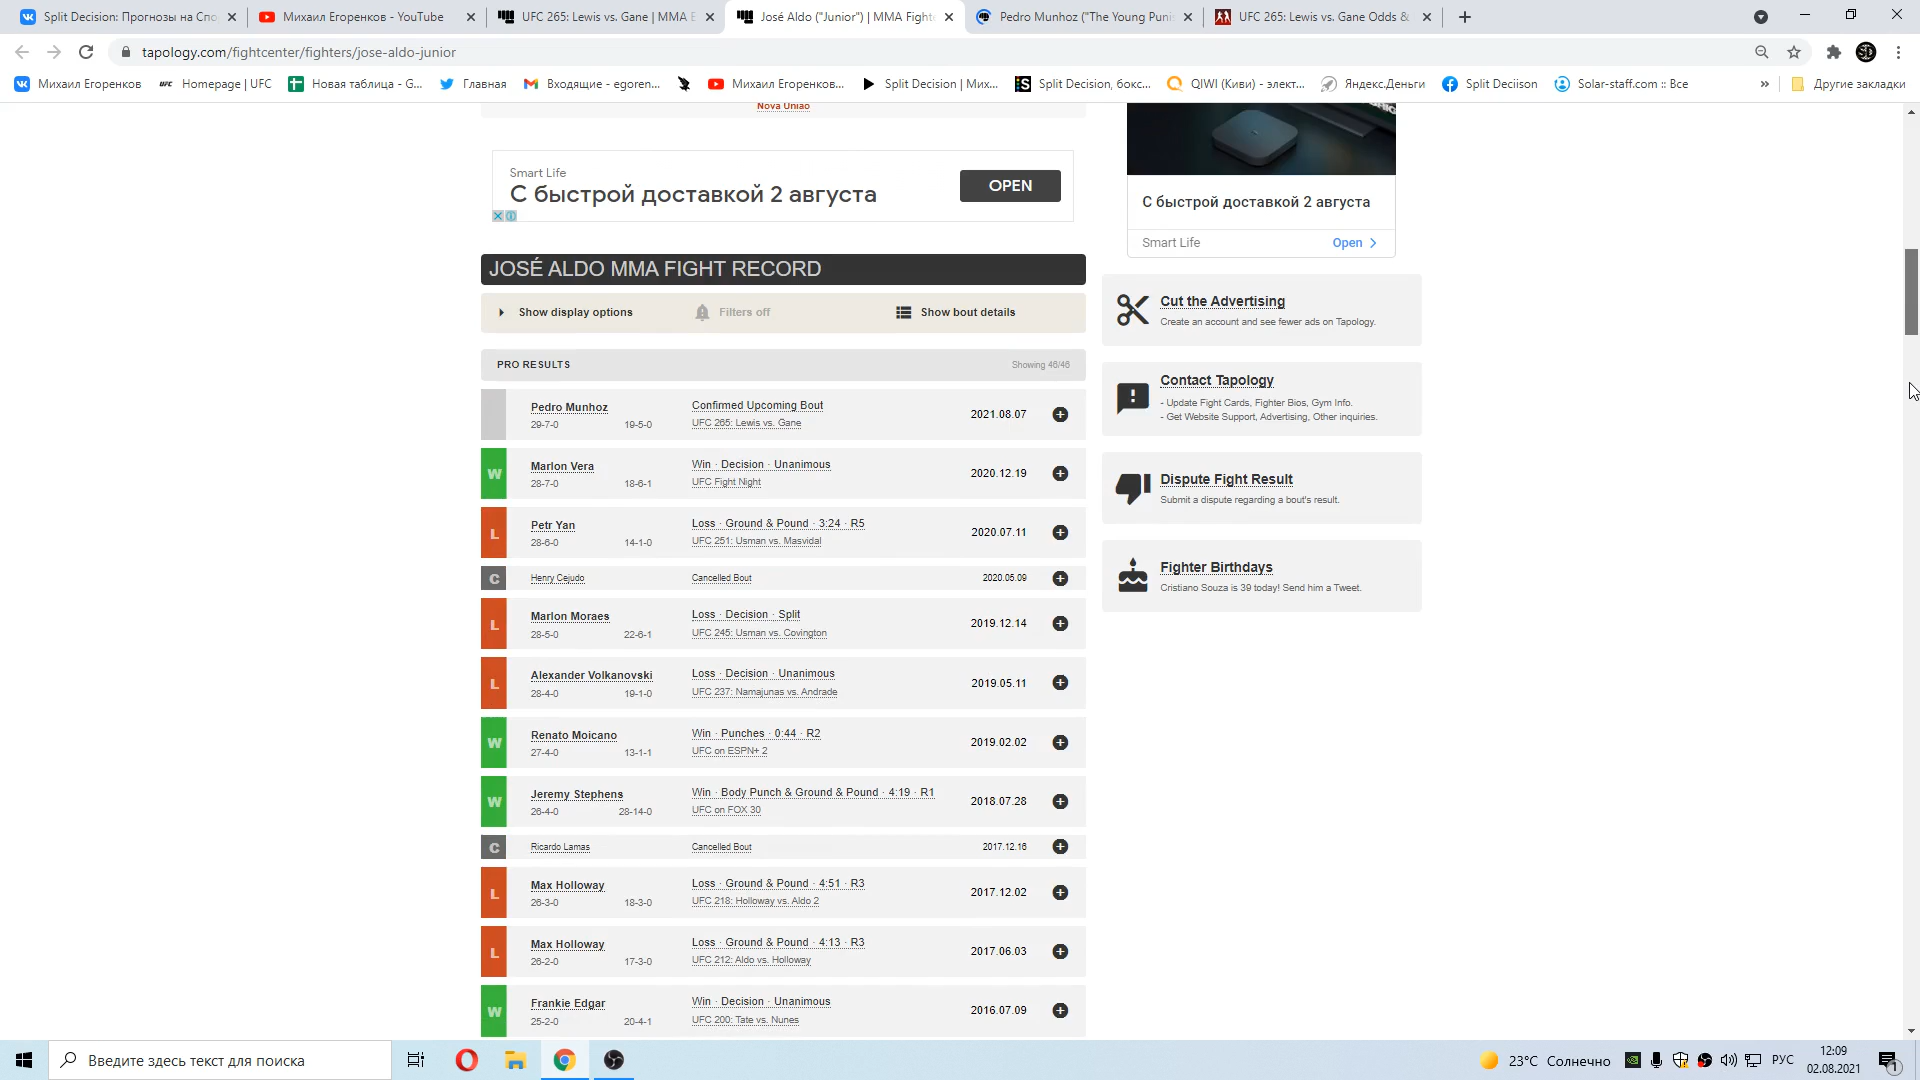 Split Decision: Прогнозы на Спо
Михаил Егоренков - YouTube
UFC 265: Lewis vs. Gane | MMA E
José Aldo ("Junior") | MMA Fighte
Pedro Munhoz ("The Young Puni
UFC 265: Lewis vs. Gane Odds &
tapology.com/fightcenter/fighters/jose-aldo-junior
Михаил Егоренков
Homepage | UFC
Новая таблица - G...
Главная
Входящие - egoren...
Михаил Егоренков...
Split Decision | Мих...
Split Decision, бокс...
QIWI (Киви) - элект...
Яндекс.Деньги
Split Deciison
Solar-staff.com :: Все
»
Другие закладки
Nova União
Smart Life
С быстрой доставкой 2 августа
OPEN
С быстрой доставкой 2 августа
Smart Life
Open
JOSÉ ALDO MMA FIGHT RECORD
Show display options
Filters off
Show bout details
PRO RESULTS
Showing 46/46
Pedro Munhoz
Confirmed Upcoming Bout
29-7-0 19-5-0
UFC 265: Lewis vs. Gane
2021.08.07
W
Marlon Vera
Win · Decision · Unanimous
28-7-0 18-6-1
UFC Fight Night
2020.12.19
L
Petr Yan
Loss · Ground & Pound · 3:24 · R5
28-6-0 14-1-0
UFC 251: Usman vs. Masvidal
2020.07.11
C
Henry Cejudo
Cancelled Bout
2020.05.09
L
Marlon Moraes
Loss · Decision · Split
28-5-0 22-6-1
UFC 245: Usman vs. Covington
2019.12.14
L
Alexander Volkanovski
Loss · Decision · Unanimous
28-4-0 19-1-0
UFC 237: Namajunas vs. Andrade
2019.05.11
W
Renato Moicano
Win · Punches · 0:44 · R2
27-4-0 13-1-1
UFC on ESPN+ 2
2019.02.02
W
Jeremy Stephens
Win · Body Punch & Ground & Pound · 4:19 · R1
26-4-0 28-14-0
UFC on FOX 30
2018.07.28
C
Ricardo Lamas
Cancelled Bout
2017.12.16
L
Max Holloway
Loss · Ground & Pound · 4:51 · R3
26-3-0 18-3-0
UFC 218: Holloway vs. Aldo 2
2017.12.02
L
Max Holloway
Loss · Ground & Pound · 4:13 · R3
26-2-0 17-3-0
UFC 212: Aldo vs. Holloway
2017.06.03
W
Frankie Edgar
Win · Decision · Unanimous
25-2-0 20-4-1
UFC 200: Tate vs. Nunes
2016.07.09
Cut the Advertising
Create an account and see fewer ads on Tapology.
Contact Tapology
- Update Fight Cards, Fighter Bios, Gym Info.
- Get Website Support, Advertising, Other inquiries.
Dispute Fight Result
Submit a dispute regarding a bout's result.
Fighter Birthdays
Cristiano Souza is 39 today! Send him a Tweet.
Введите здесь текст для поиска
23°C Солнечно
РУС
12:09
02.08.2021
1